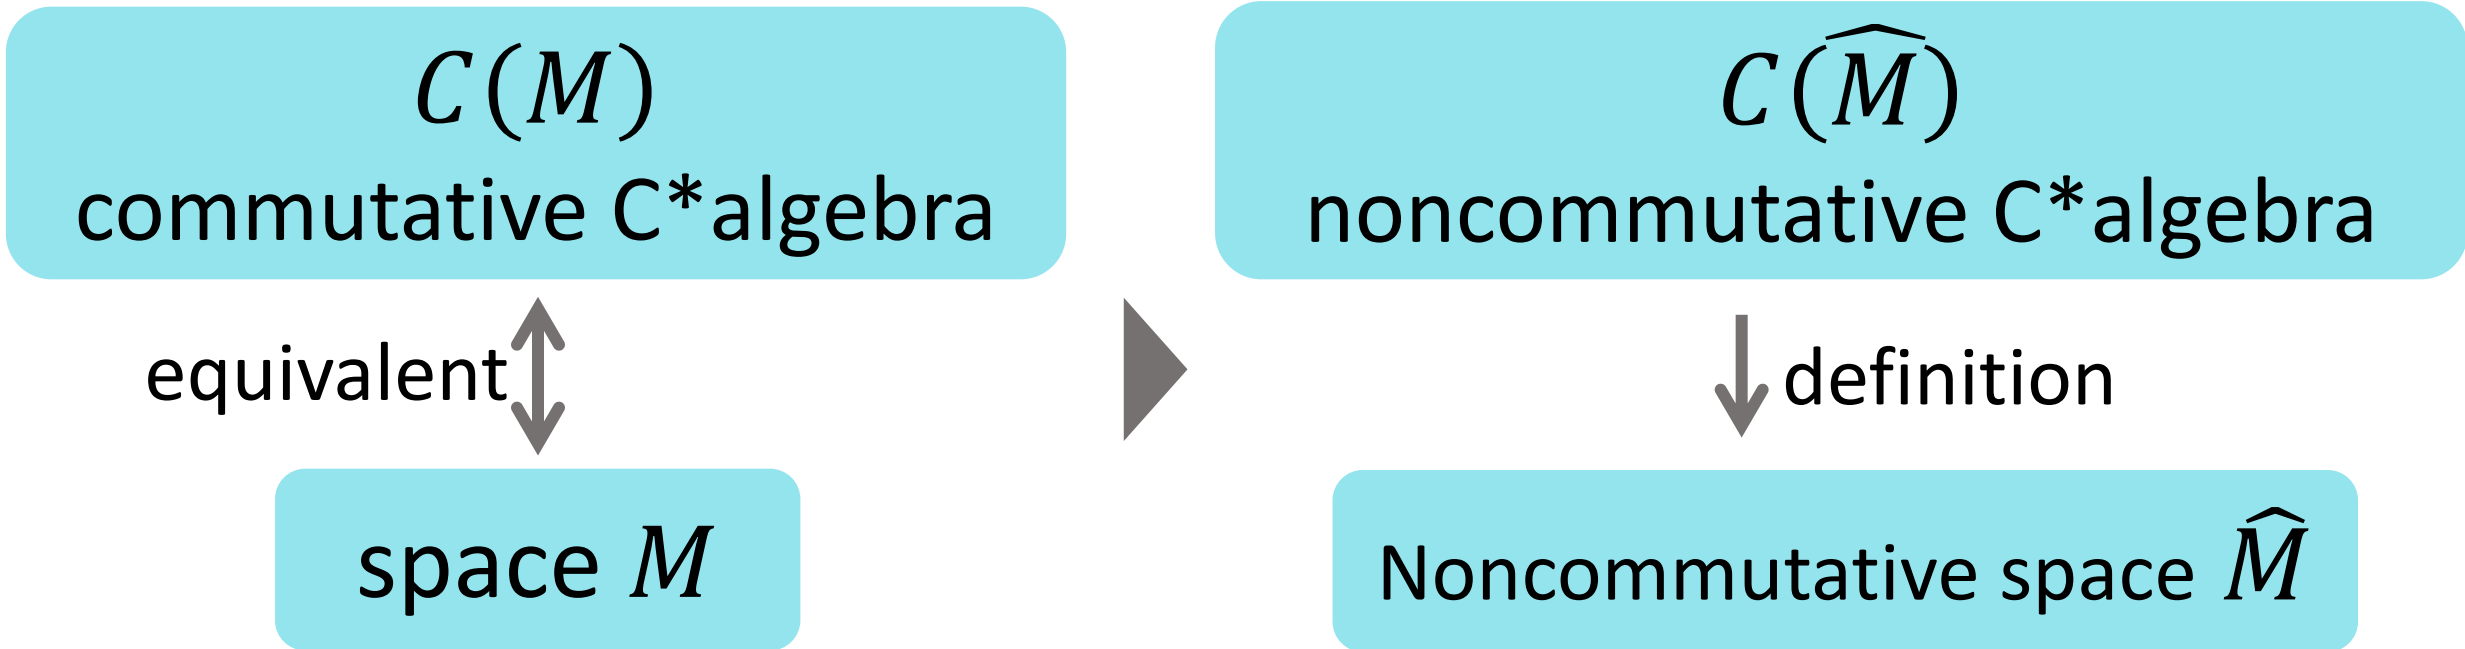 C(M)
commutative C*algebra
equivalent
space M
C(M̂)
noncommutative C*algebra
definition
Noncommutative space M̂